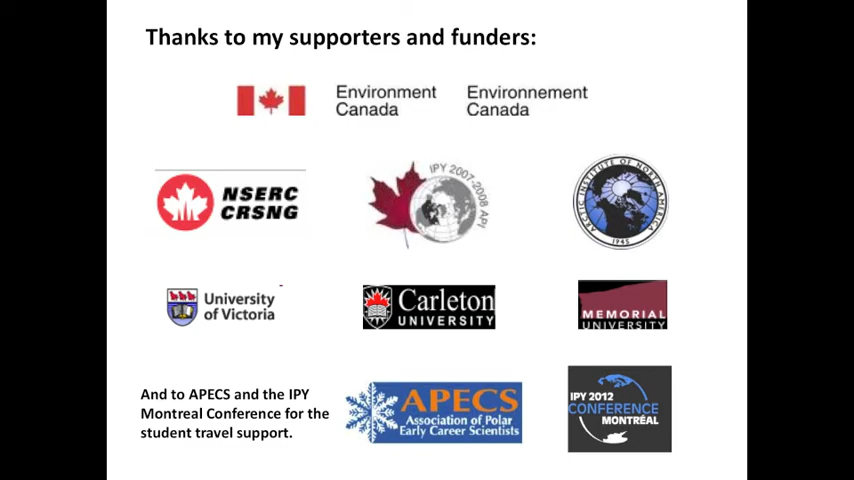 Thanks to my supporters and funders:
Environment Environnement
Canada Canada
NSERC
CRSNG
IPY 2007-2008 API
ARCTIC INSTITUTE OF NORTH AMERICA
1945
University
of Victoria
Carleton
UNIVERSITY
MEMORIAL
UNIVERSITY
And to APECS and the IPY
Montreal Conference for the
student travel support.
APECS
Association of Polar
Early Career Scientists
IPY 2012
CONFERENCE
MONTRÉAL